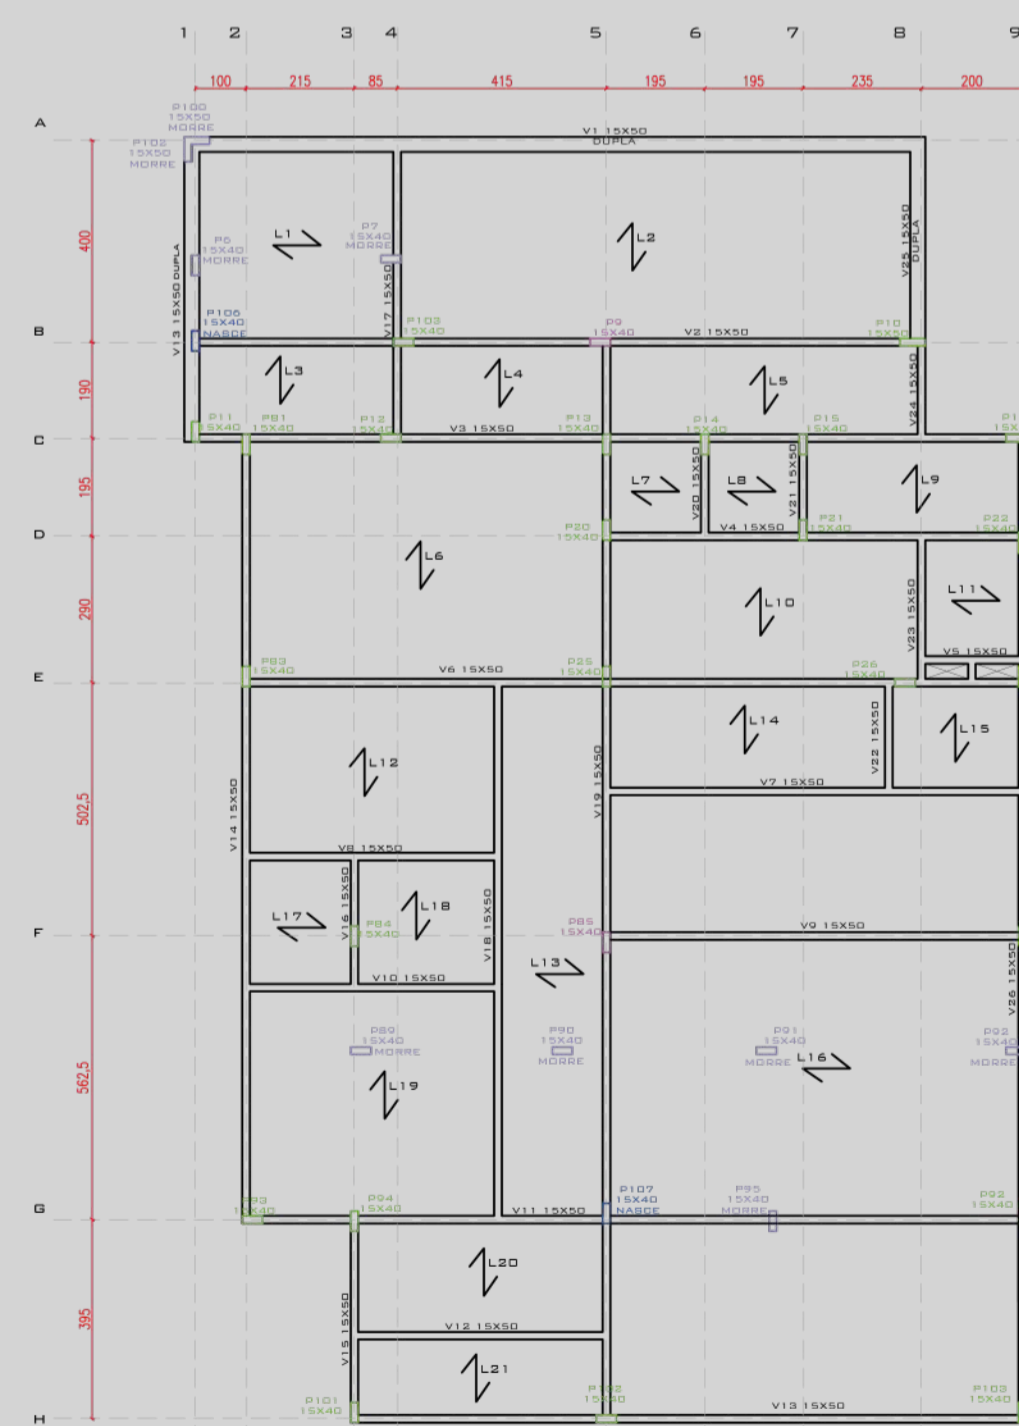 1 2 3 4 5 6 7 8 9
100 215 85 415 195 195 235 200
A
P100
15X50
MORRE
P102
15X50
MORRE
V1 15X50
DUPLA
400
V13 15X50 DUPLA
L1
P6
15X40
MORRE
P7
15X40
MORRE
V17 15X50
L2
V25 15X50
DUPLA
P106
15X40
NASCE
B
P103
15X40
P9
15X40
V2 15X50
P10
15X50
190
L3
L4
L5
V24 15X50
P11
15X40
P81
15X40
P12
15X40
V3 15X50
P13
15X40
P14
15X40
P15
15X40
C
195
L7
V20 15X50
L8
V21 15X50
L9
V4 15X50
P20
15X40
P21
15X40
P22
15X40
D
290
L6
L10
V23 15X50
L11
V5 15X50
P83
15X40
V6 15X50
P25
15X40
P26
15X40
E
502,5
V14 15X50
L12
V19 15X50
L14
V22 15X50
L15
V7 15X50
V8 15X50
L17
V16 15X50
L18
V18 15X50
P84
15X40
P85
15X40
V9 15X50
F
V10 15X50
L13
V26 15X50
562,5
P89
15X40
MORRE
P90
15X40
MORRE
P91
15X40
MORRE
P92
15X40
MORRE
L16
L19
P93
15X40
P94
15X40
V11 15X50
P107
15X40
NASCE
P95
15X40
MORRE
P92
15X40
G
395
V15 15X50
L20
V12 15X50
L21
P101
15X40
P102
15X50
V13 15X50
P103
15X40
H